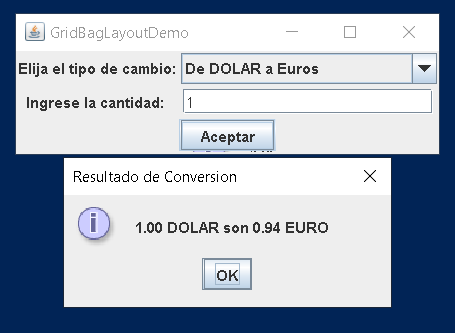 GridBagLayoutDemo
Elija el tipo de cambio: De DOLAR a Euros
Ingrese la cantidad: 1
Aceptar
Resultado de Conversion
1.00 DOLAR son 0.94 EURO
OK